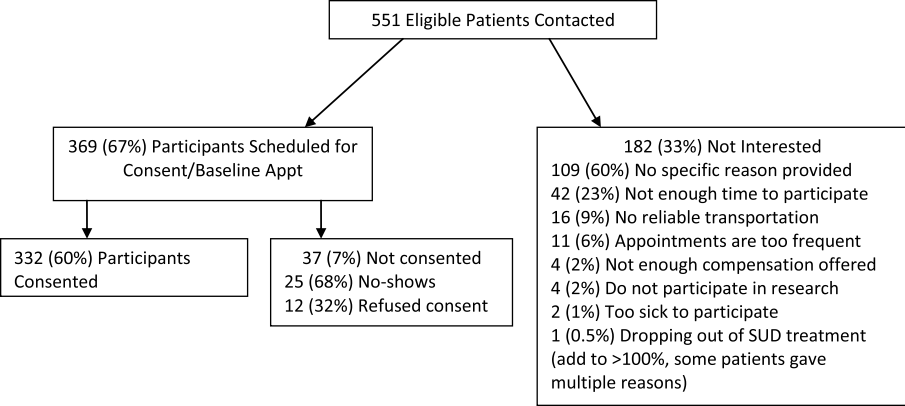 551 Eligible Patients Contacted
369 (67%) Participants Scheduled for
Consent/Baseline Appt
332 (60%) Participants
Consented
37 (7%) Not consented
25 (68%) No-shows
12 (32%) Refused consent
182 (33%) Not Interested
109 (60%) No specific reason provided
42 (23%) Not enough time to participate
16 (9%) No reliable transportation
11 (6%) Appointments are too frequent
4 (2%) Not enough compensation offered
4 (2%) Do not participate in research
2 (1%) Too sick to participate
1 (0.5%) Dropping out of SUD treatment
(add to >100%, some patients gave
multiple reasons)